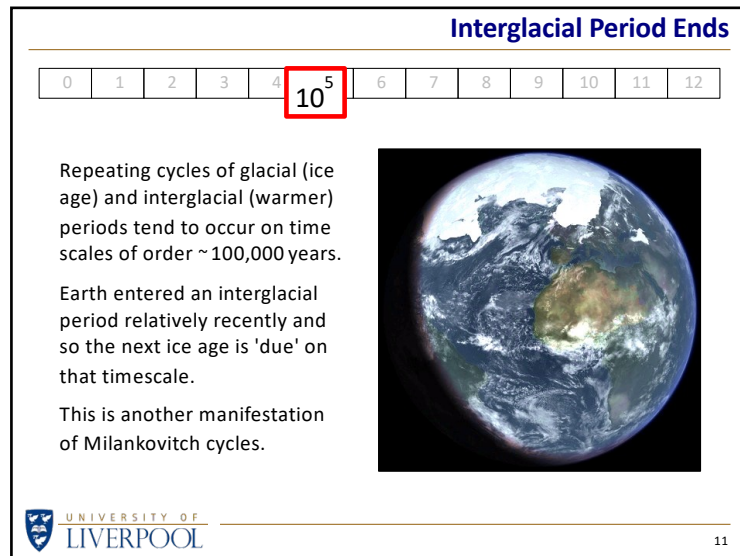 Interglacial Period Ends
0 1 2 3 4 10^5 6 7 8 9 10 11 12
Repeating cycles of glacial (ice
age) and interglacial (warmer)
periods tend to occur on time
scales of order ~100,000 years.
Earth entered an interglacial
period relatively recently and
so the next ice age is 'due' on
that timescale.
This is another manifestation
of Milankovitch cycles.
UNIVERSITY OF
LIVERPOOL
11